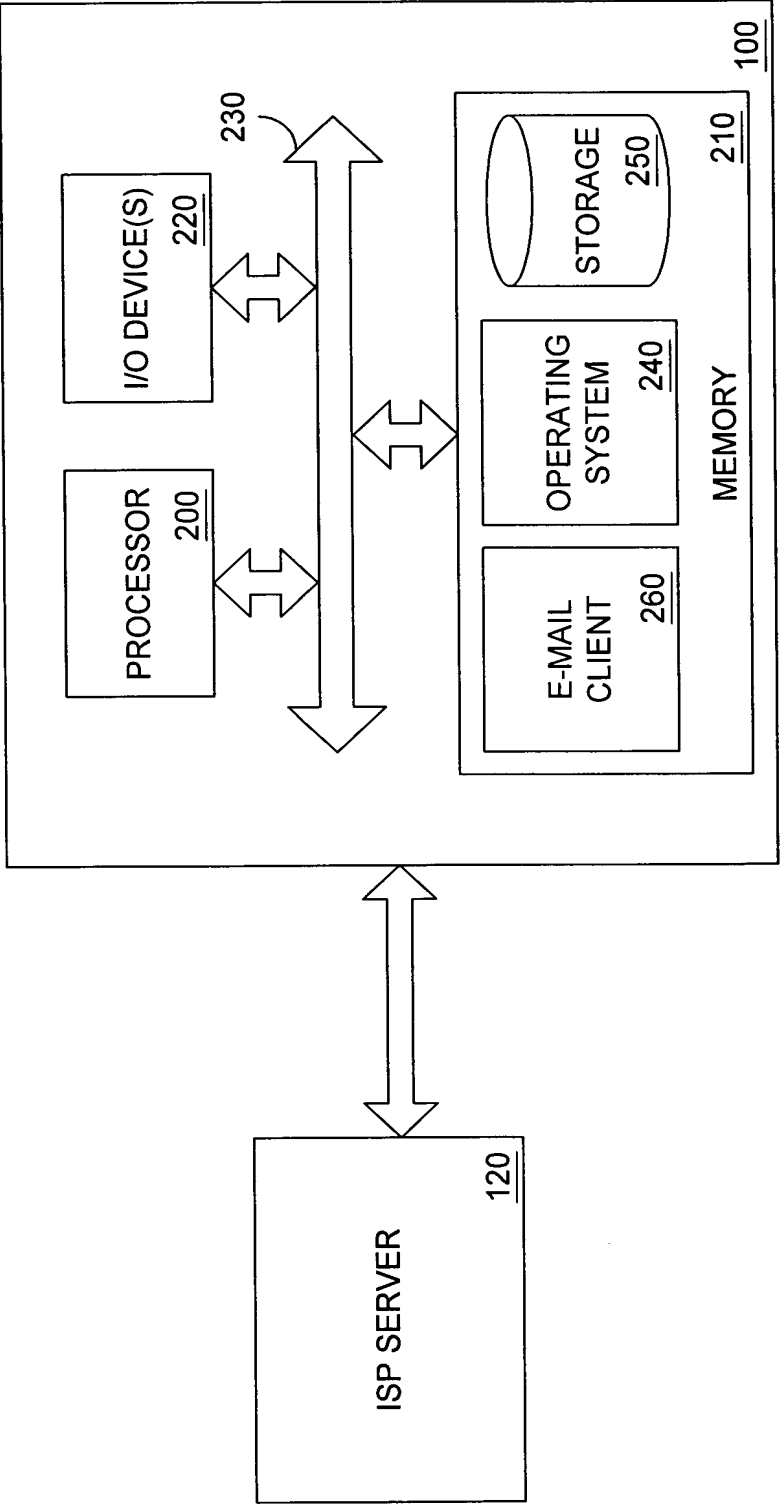 ISP SERVER
120
PROCESSOR
200
I/O DEVICE(S)
220
230
E-MAIL
CLIENT
260
OPERATING
SYSTEM
240
STORAGE
250
MEMORY
210
100